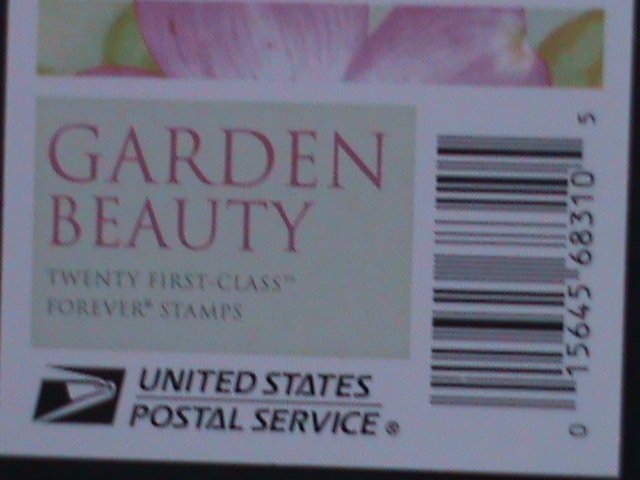 GARDEN
BEAUTY
TWENTY FIRST-CLASS™
FOREVER® STAMPS
UNITED STATES
POSTAL SERVICE®
0 15645 68310 5